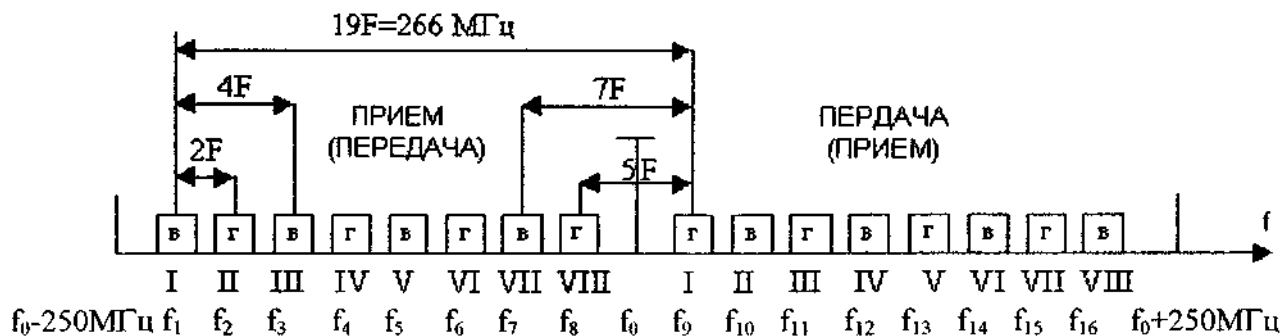 19F=266 МГц
4F
7F
ПРИЕМ
(ПЕРЕДАЧА)
ПЕРДАЧА
(ПРИЕМ)
2F
5F
в г в г в г в г г в г в г в г в f
I II III IV V VI VII VIII I II III IV V VI VII VIII
f₀-250МГц f₁ f₂ f₃ f₄ f₅ f₆ f₇ f₈ f₀ f₉ f₁₀ f₁₁ f₁₂ f₁₃ f₁₄ f₁₅ f₁₆ f₀+250МГц